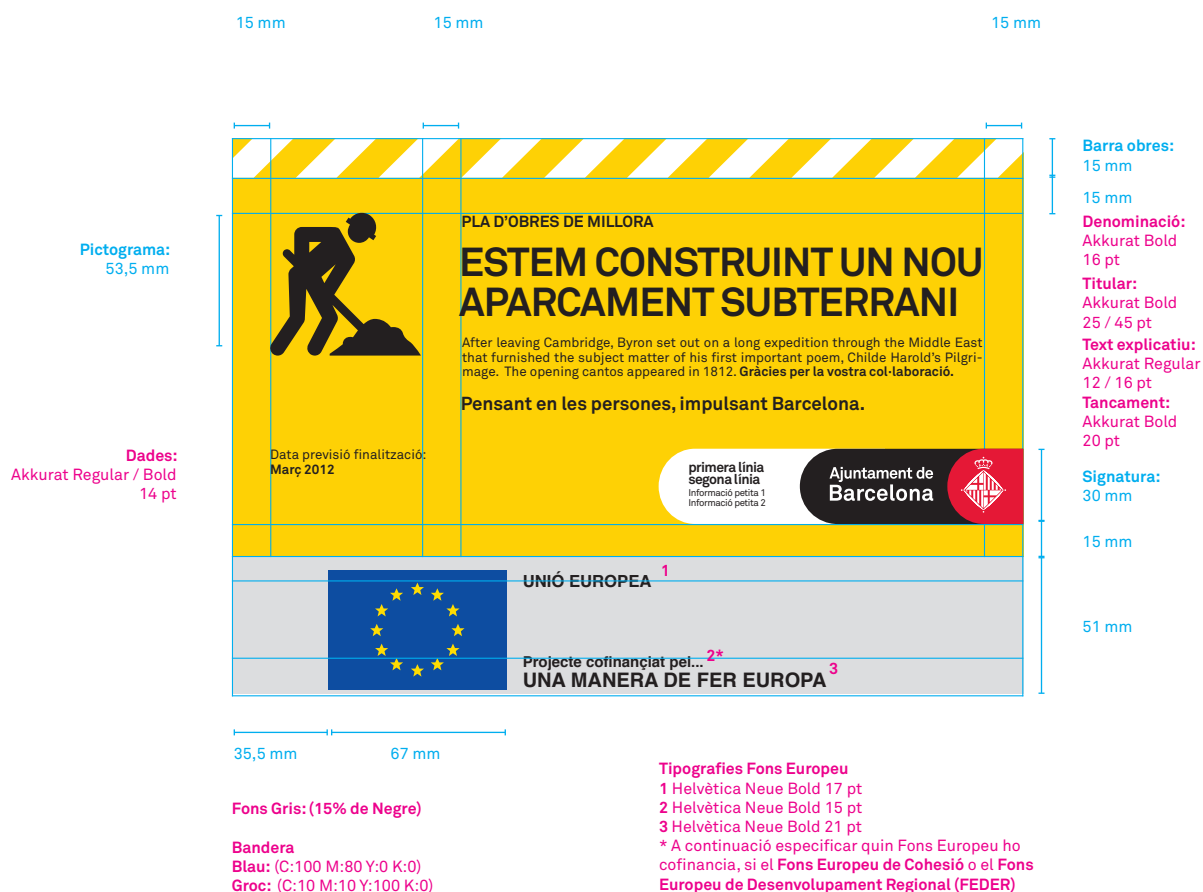 15 mm
15 mm
15 mm
Barra obres:
15 mm
15 mm
Pictograma:
53,5 mm
PLA D'OBRES DE MILLORA
ESTEM CONSTRUINT UN NOU
APARCAMENT SUBTERRANI
After leaving Cambridge, Byron set out on a long expedition through the Middle East
that furnished the subject matter of his first important poem, Childe Harold's Pilgri-
mage. The opening cantos appeared in 1812. Gràcies per la vostra col·laboració.
Pensant en les persones, impulsant Barcelona.
Denominació:
Akkurat Bold
16 pt
Titular:
Akkurat Bold
25 / 45 pt
Text explicatiu:
Akkurat Regular
12 / 16 pt
Tancament:
Akkurat Bold
20 pt
Dades:
Akkurat Regular / Bold
14 pt
Data previsió finalització:
Març 2012
primera línia
segona línia
Informació petita 1
Informació petita 2
Ajuntament de
Barcelona
Signatura:
30 mm
15 mm
UNIÓ EUROPEA 1
Projecte cofinançiat pel... 2*
UNA MANERA DE FER EUROPA 3
51 mm
35,5 mm
67 mm
Fons Gris: (15% de Negre)
Bandera
Blau: (C:100 M:80 Y:0 K:0)
Groc: (C:10 M:10 Y:100 K:0)
Tipografies Fons Europeu
1 Helvètica Neue Bold 17 pt
2 Helvètica Neue Bold 15 pt
3 Helvètica Neue Bold 21 pt
* A continuació especificar quin Fons Europeu ho
cofinancia, si el Fons Europeu de Cohesió o el Fons
Europeu de Desenvolupament Regional (FEDER)